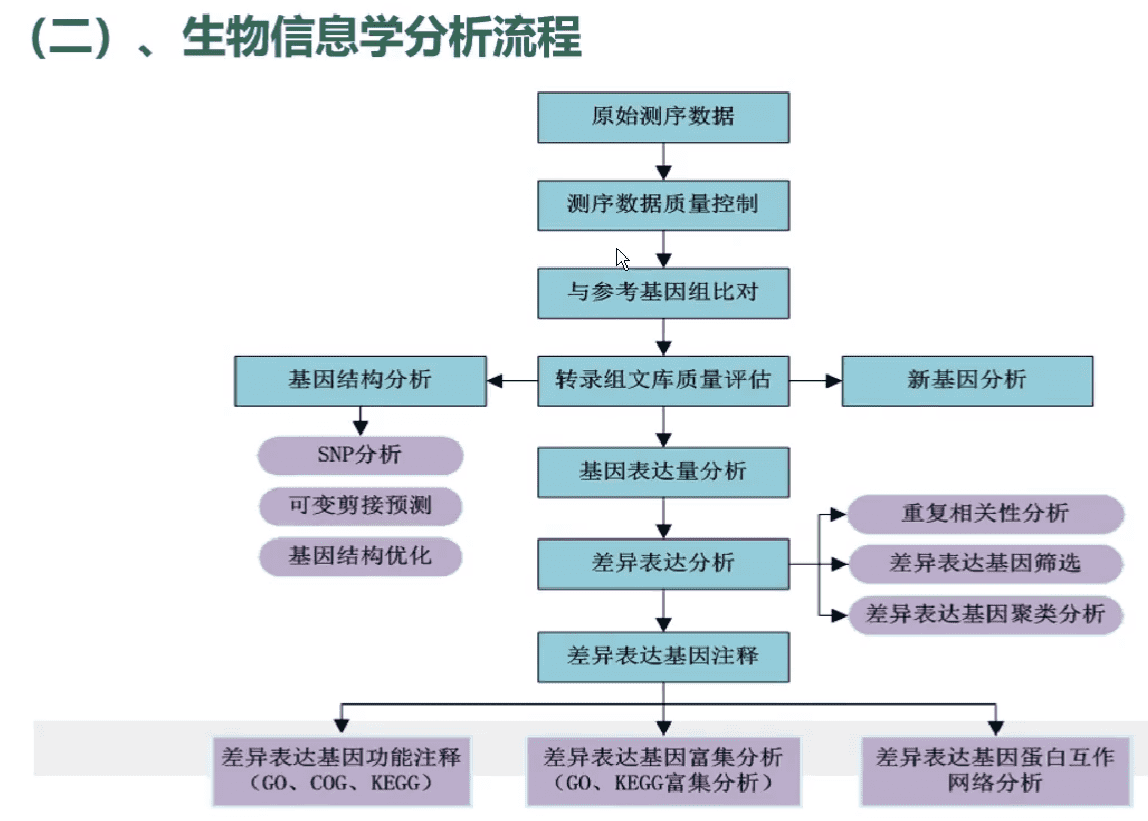 （二）、生物信息学分析流程
原始测序数据
测序数据质量控制
与参考基因组比对
基因结构分析
转录组文库质量评估
新基因分析
SNP分析
可变剪接预测
基因结构优化
基因表达量分析
差异表达分析
重复相关性分析
差异表达基因筛选
差异表达基因聚类分析
差异表达基因注释
差异表达基因功能注释
（GO、COG、KEGG）
差异表达基因富集分析
（GO、KEGG富集分析）
差异表达基因蛋白互作
网络分析